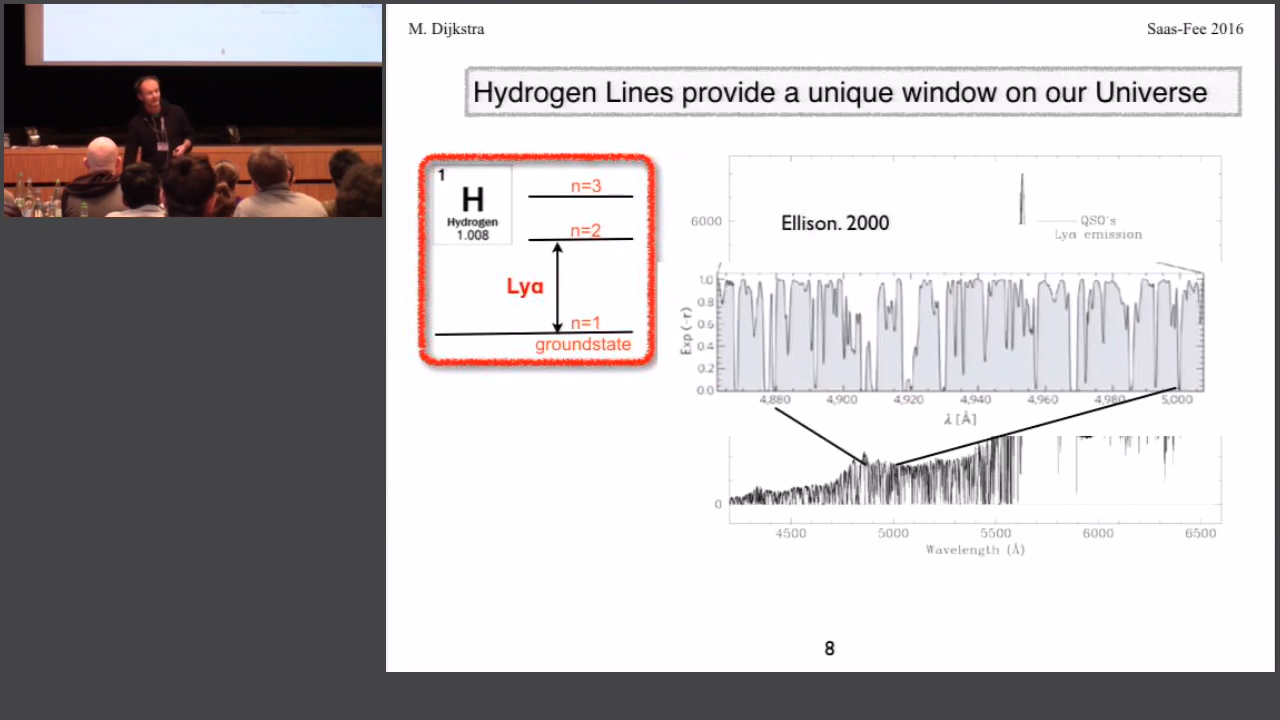 M. Dijkstra
Saas-Fee 2016
Hydrogen Lines provide a unique window on our Universe
1
H
Hydrogen
1.008
n=3
n=2
Lyα
n=1
groundstate
6000
Ellison. 2000
QSO's
Lyα emission
1.0
0.8
0.6
0.4
0.2
0.0
Exp(-τ)
4,880 4,900 4,920 4,940 4,960 4,980 5,000
λ [Å]
0
4500 5000 5500 6000 6500
Wavelength (Å)
8